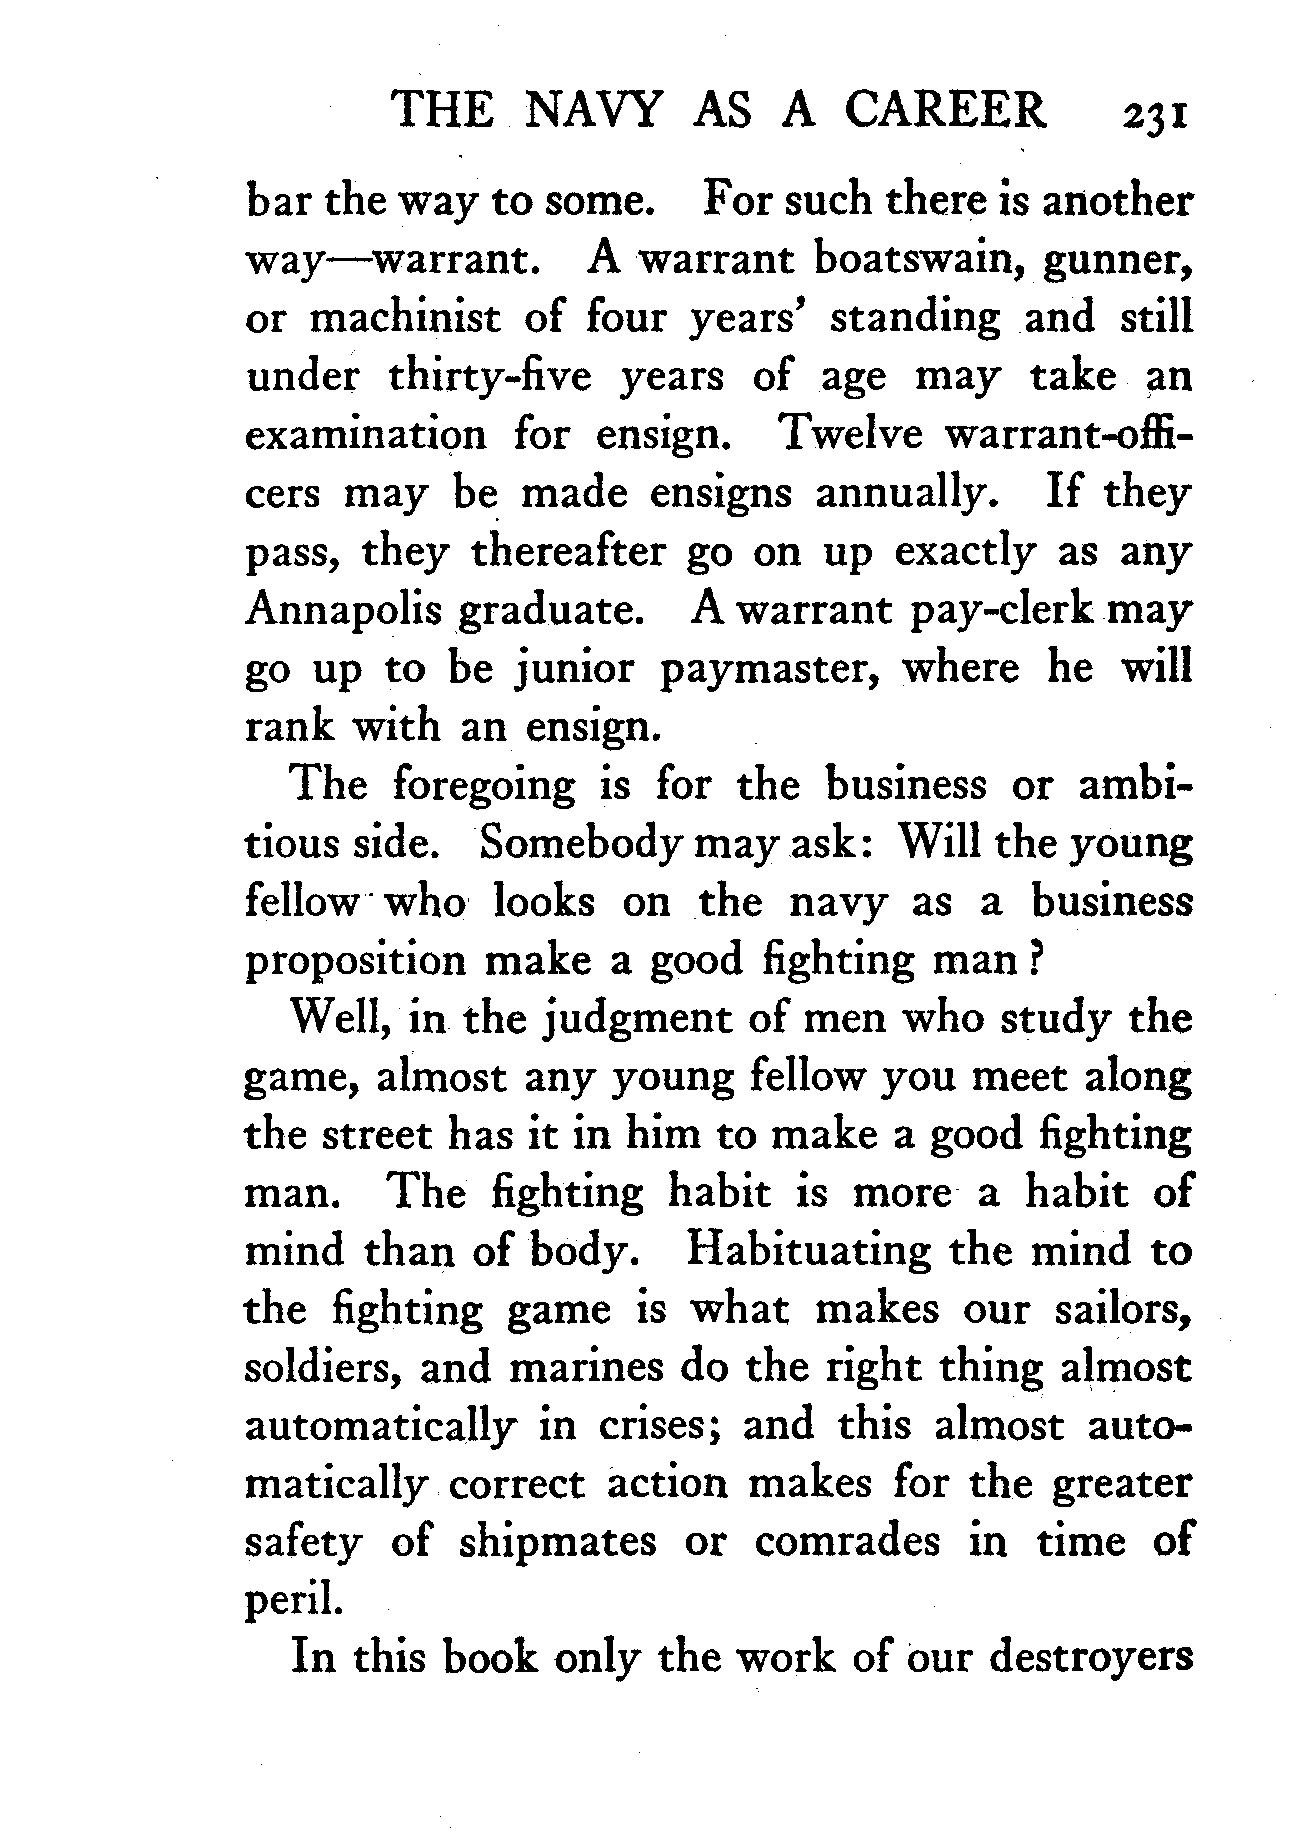 THE NAVY AS A CAREER 231
bar the way to some. For such there is another
way—warrant. A warrant boatswain, gunner,
or machinist of four years' standing and still
under thirty-five years of age may take an
examination for ensign. Twelve warrant-offi-
cers may be made ensigns annually. If they
pass, they thereafter go on up exactly as any
Annapolis graduate. A warrant pay-clerk may
go up to be junior paymaster, where he will
rank with an ensign.
The foregoing is for the business or ambi-
tious side. Somebody may ask: Will the young
fellow who looks on the navy as a business
proposition make a good fighting man?
Well, in the judgment of men who study the
game, almost any young fellow you meet along
the street has it in him to make a good fighting
man. The fighting habit is more a habit of
mind than of body. Habituating the mind to
the fighting game is what makes our sailors,
soldiers, and marines do the right thing almost
automatically in crises; and this almost auto-
matically correct action makes for the greater
safety of shipmates or comrades in time of
peril.
In this book only the work of our destroyers